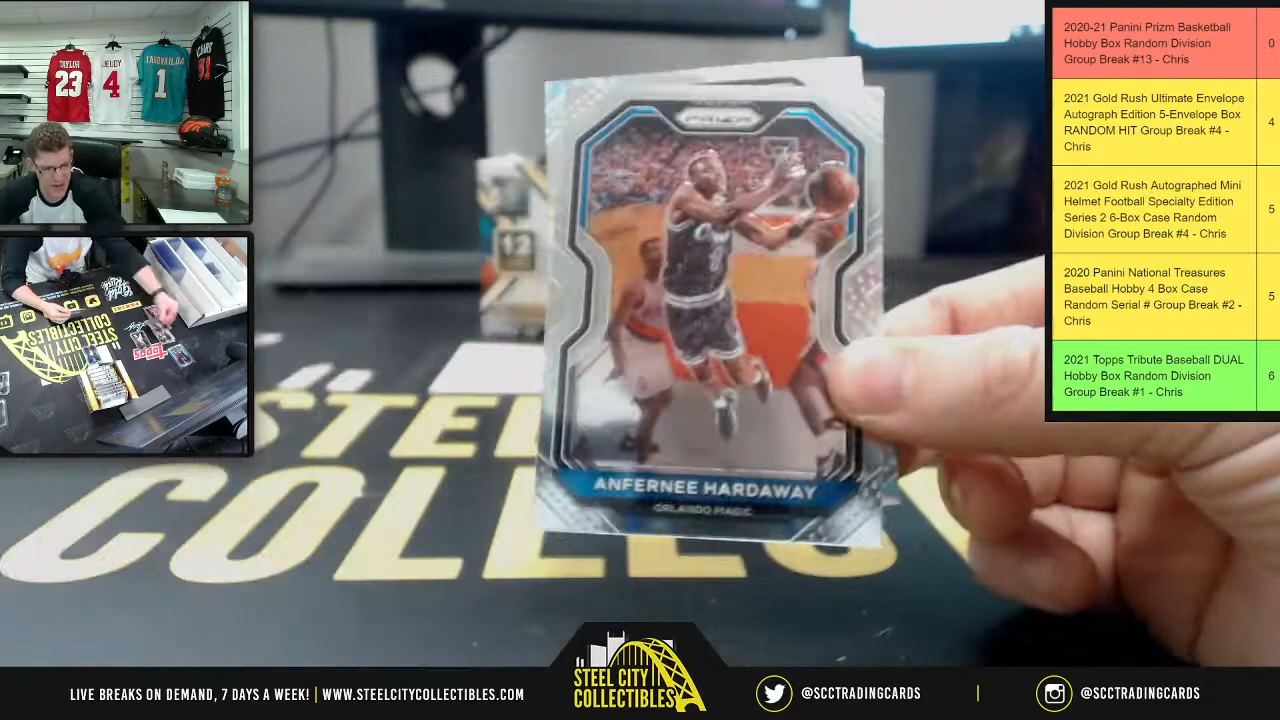 TAYLOR
23
JEUDY
4
TAGOVAILOA
1
31
2020-21 Panini Prizm Basketball
Hobby Box Random Division
Group Break #13 - Chris
0
2021 Gold Rush Ultimate Envelope
Autograph Edition 5-Envelope Box
RANDOM HIT Group Break #4 -
Chris
4
2021 Gold Rush Autographed Mini
Helmet Football Specialty Edition
Series 2 6-Box Case Random
Division Group Break #4 - Chris
5
2020 Panini National Treasures
Baseball Hobby 4 Box Case
Random Serial # Group Break #2 -
Chris
5
2021 Topps Tribute Baseball DUAL
Hobby Box Random Division
Group Break #1 - Chris
6
PRIZM
12
ANFERNEE HARDAWAY
ORLANDO MAGIC
STEEL CITY
COLLECTIBLES
Topps
STEEL
COLLEC
STEEL CITY
COLLECTIBLES
LIVE BREAKS ON DEMAND, 7 DAYS A WEEK! | WWW.STEELCITYCOLLECTIBLES.COM
@SCCTRADINGCARDS
@SCCTRADINGCARDS